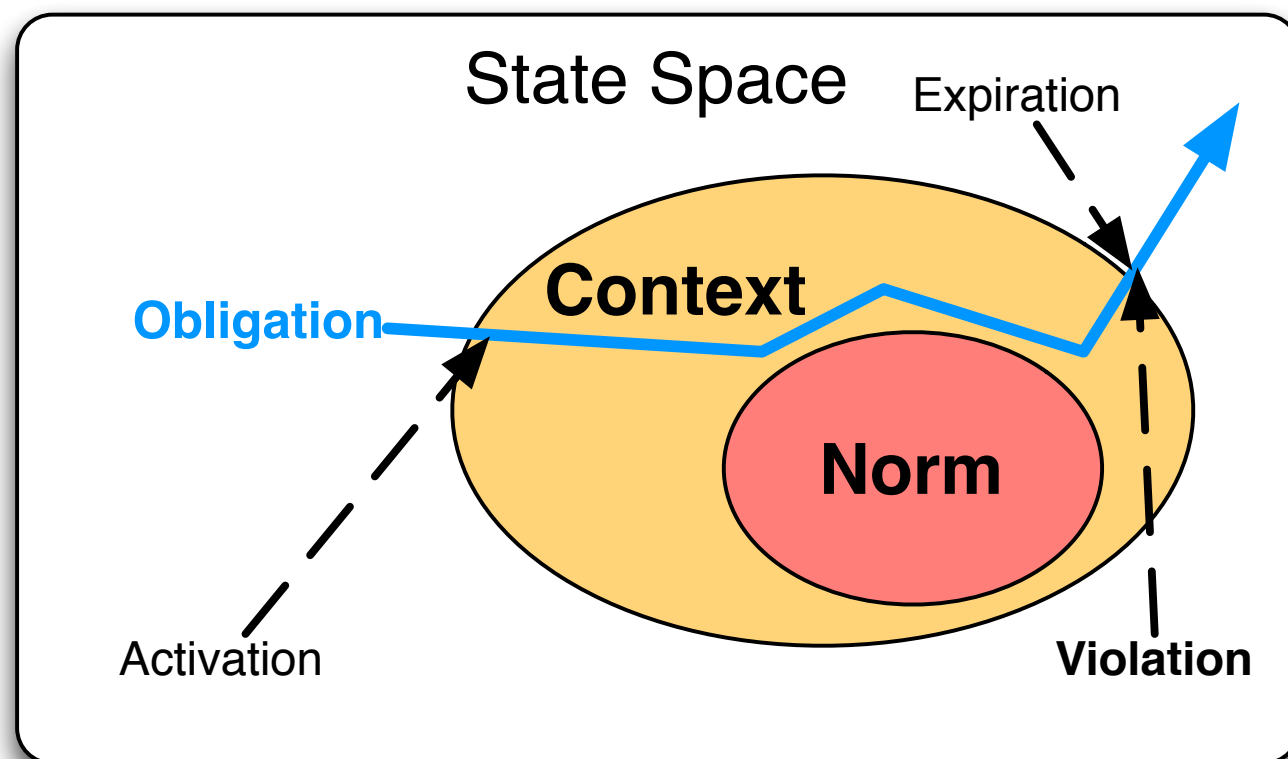 State Space
Expiration
Context
Obligation
Norm
Activation
Violation